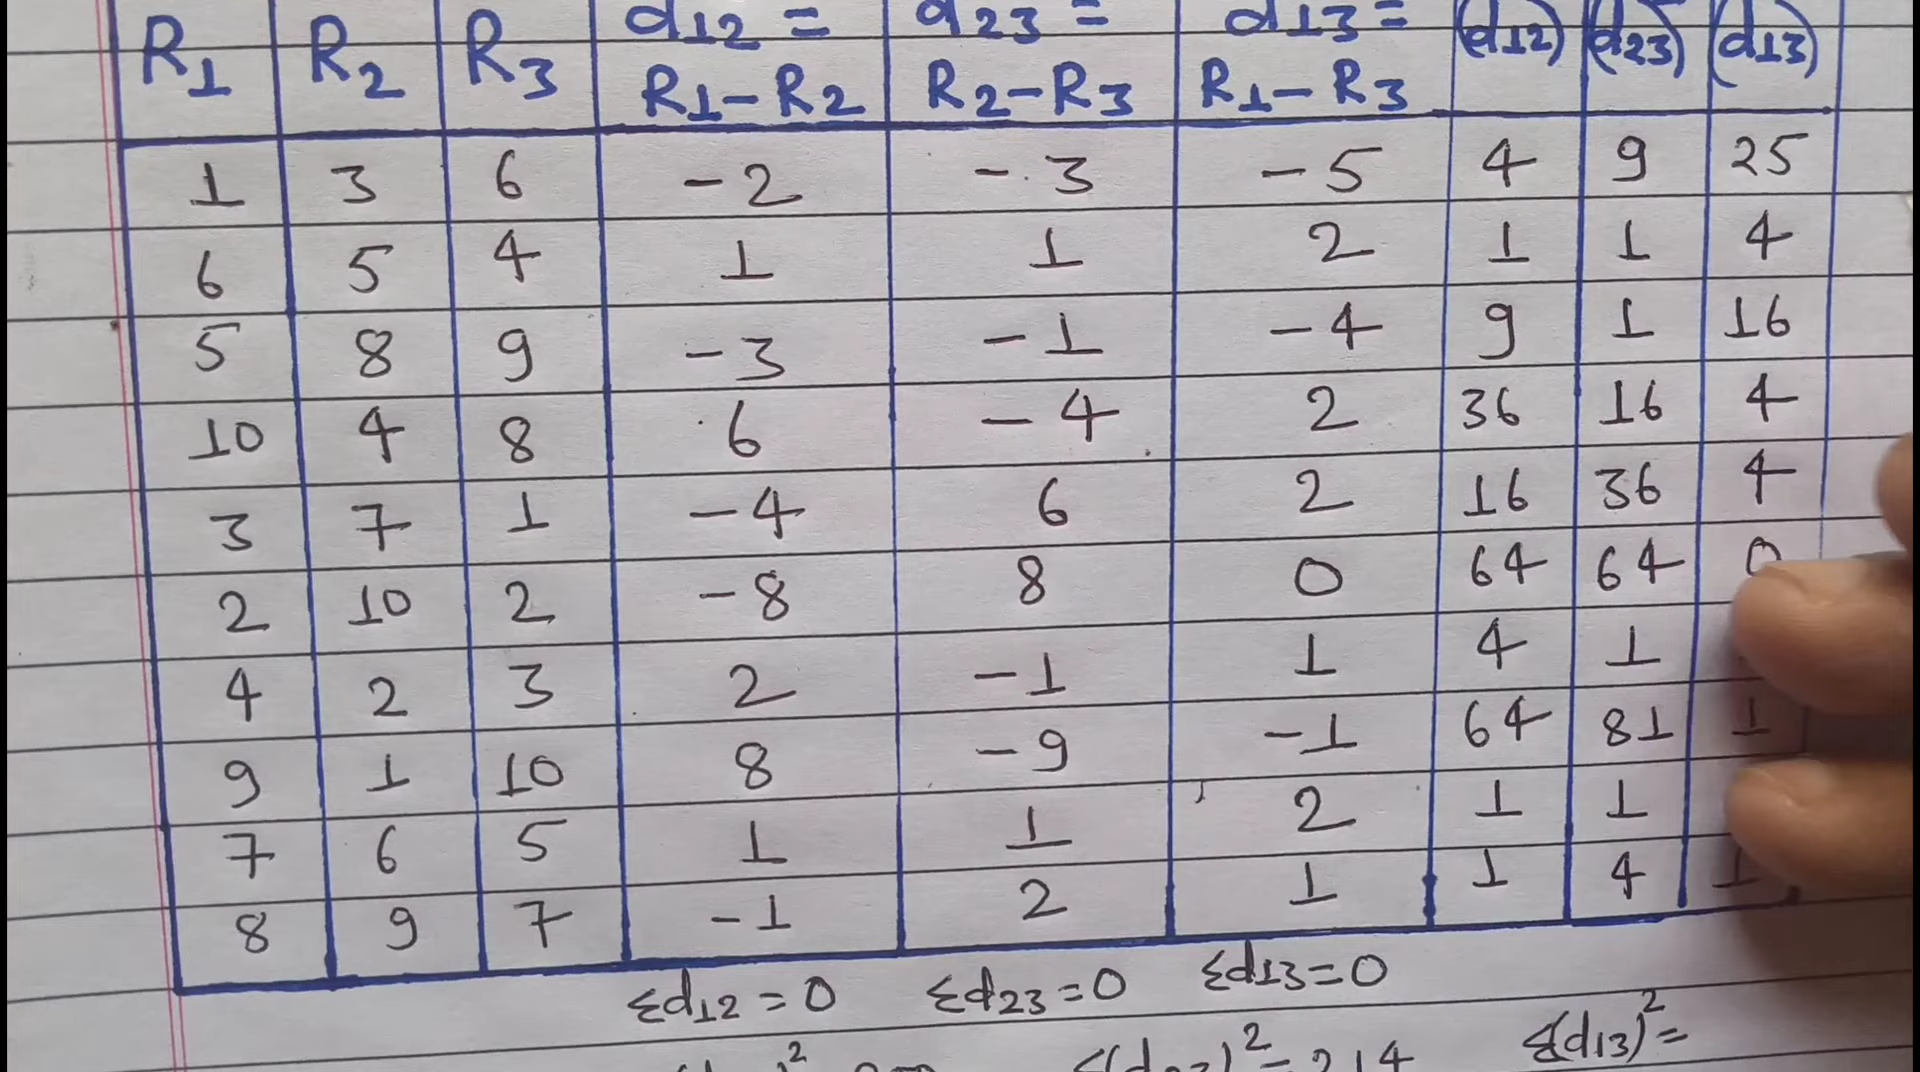 R1 R2 R3 d12 = R1-R2 d23 = R2-R3 d13 = R1-R3 (d12) (d23) (d13)
1 3 6 -2 -3 -5 4 9 25
6 5 4 1 1 2 1 1 4
5 8 9 -3 -1 -4 9 1 16
10 4 8 6 -4 2 36 16 4
3 7 1 -4 6 2 16 36 4
2 10 2 -8 8 0 64 64 0
4 2 3 2 -1 1 4 1
9 1 10 8 -9 -1 64 81 1
7 6 5 1 1 2 1 1
8 9 7 -1 2 1 1 4 1
Σd12=0 Σd23=0 Σd13=0
Σ(d23)²=214 Σ(d13)²=